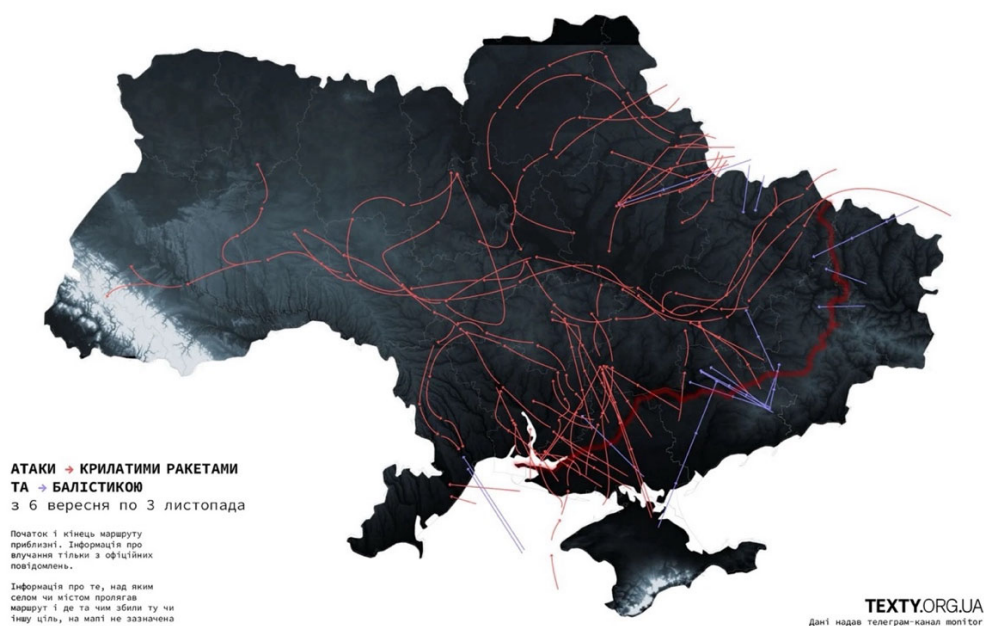 АТАКИ → КРИЛАТИМИ РАКЕТАМИ
ТА → БАЛІСТИКОЮ
з 6 вересня по 3 листопада
Початок і кінець маршруту
приблизні. Інформація про
влучання тільки з офіційних
повідомлень.
Інформація про те, над яким
селом чи містом пролягав
маршрут і де та чим збили ту чи
іншу ціль, на мапі не зазначена
TEXTY.ORG.UA
Дані надав телеграм-канал monitor